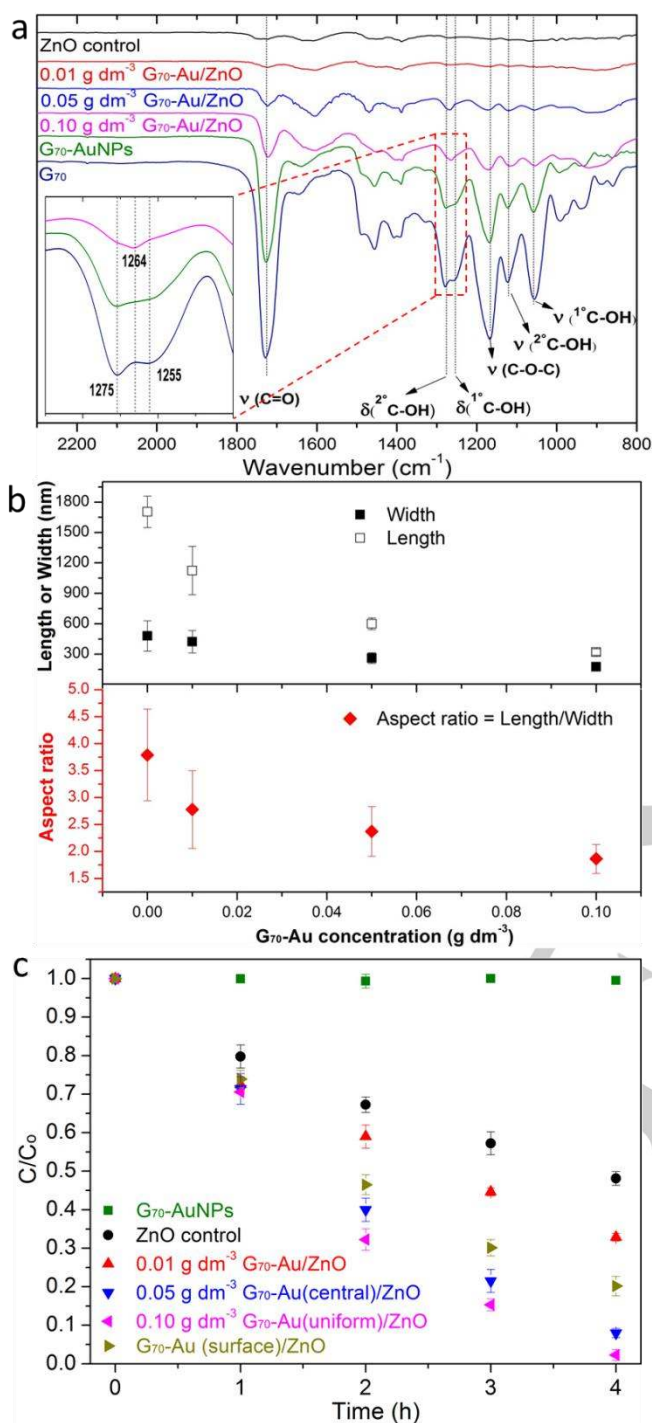 a
ZnO control
0.01 g dm⁻³ G₇₀-Au/ZnO
0.05 g dm⁻³ G₇₀-Au/ZnO
0.10 g dm⁻³ G₇₀-Au/ZnO
G₇₀-AuNPs
G₇₀
1264
1275
1255
ν (C=O)
δ(²°C-OH)
δ(¹°C-OH)
ν (C-O-C)
ν (²°C-OH)
ν (¹°C-OH)
2200 2000 1800 1600 1400 1200 1000 800
Wavenumber (cm⁻¹)
b
Length or Width (nm)
1800
1500
1200
900
600
300
Width
Length
Aspect ratio
5.0
4.5
4.0
3.5
3.0
2.5
2.0
1.5
Aspect ratio = Length/Width
0.00 0.02 0.04 0.06 0.08 0.10
G₇₀-Au concentration (g dm⁻³)
c
C/C₀
1.0
0.9
0.8
0.7
0.6
0.5
0.4
0.3
0.2
0.1
0.0
G₇₀-AuNPs
ZnO control
0.01 g dm⁻³ G₇₀-Au/ZnO
0.05 g dm⁻³ G₇₀-Au(central)/ZnO
0.10 g dm⁻³ G₇₀-Au(uniform)/ZnO
G₇₀-Au (surface)/ZnO
0 1 2 3 4
Time (h)